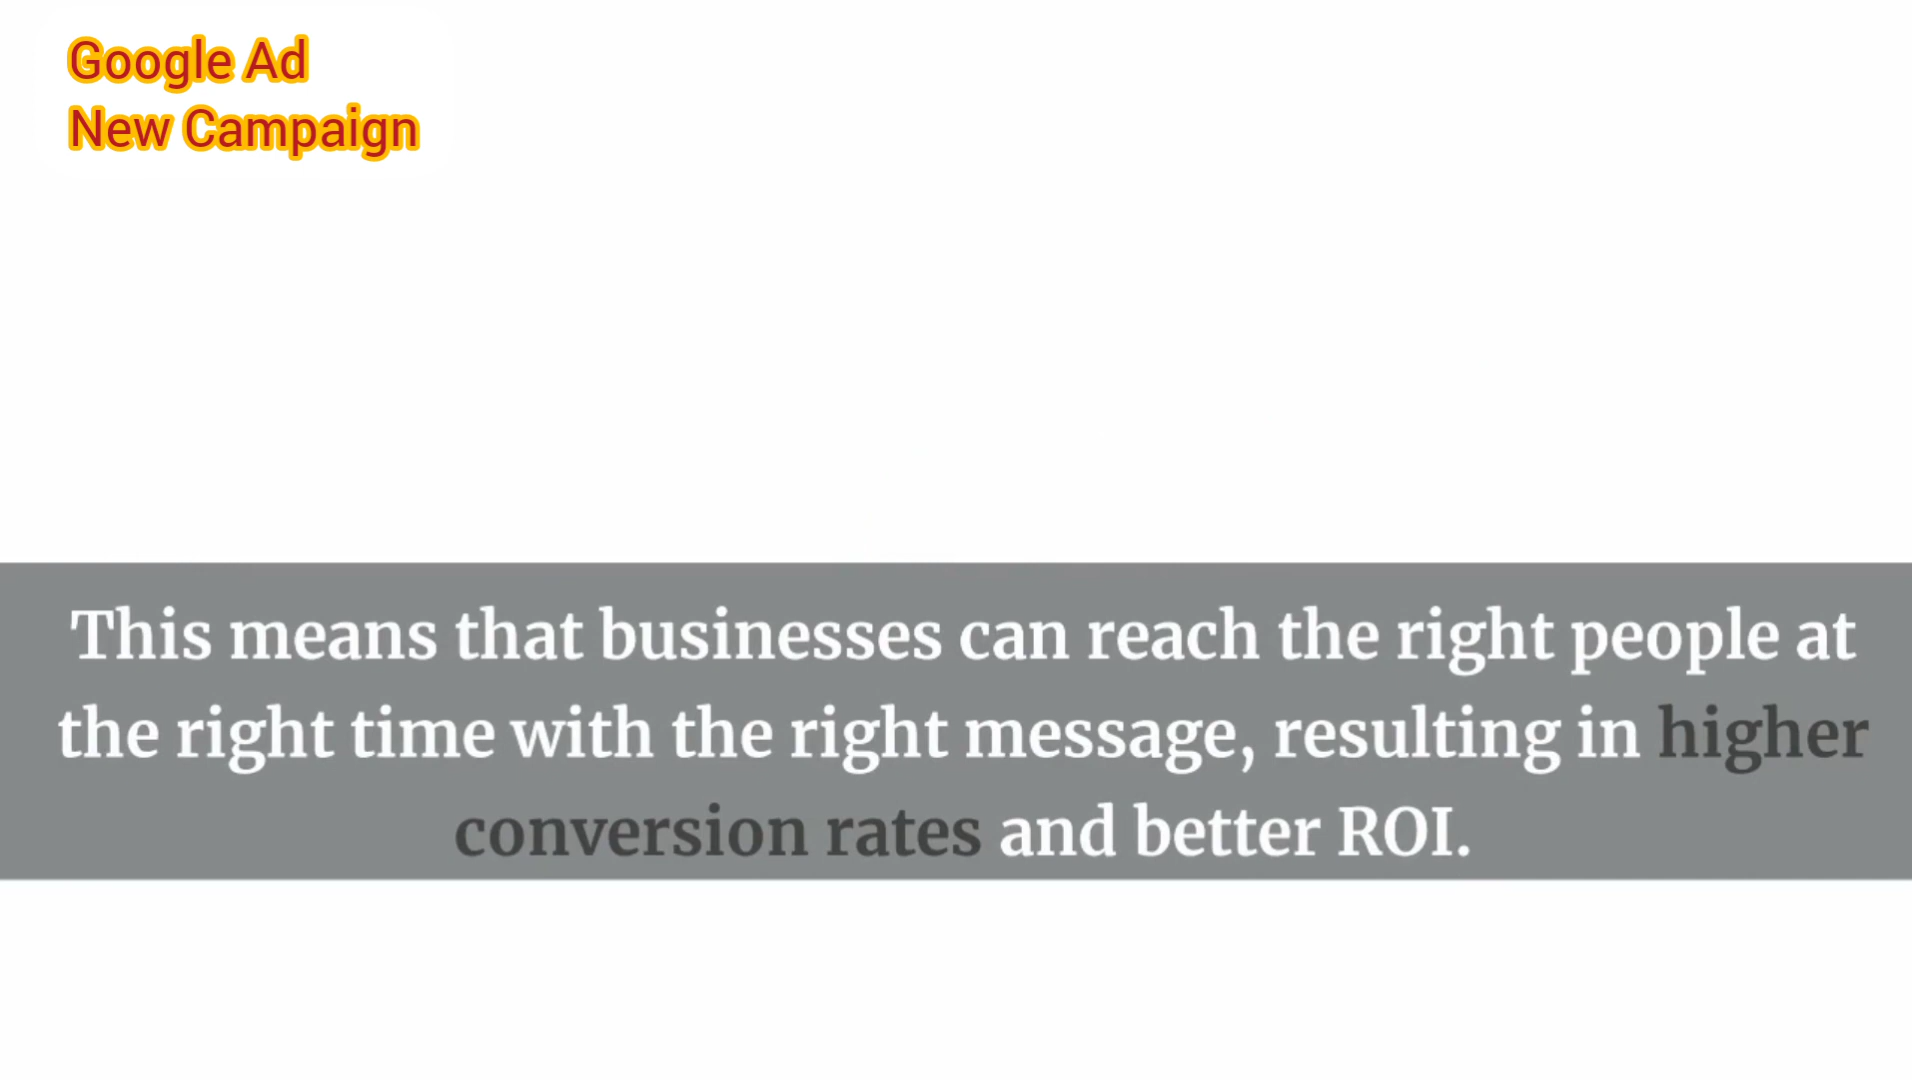 Google Ad
New Campaign
This means that businesses can reach the right people at
the right time with the right message, resulting in higher
conversion rates and better ROI.